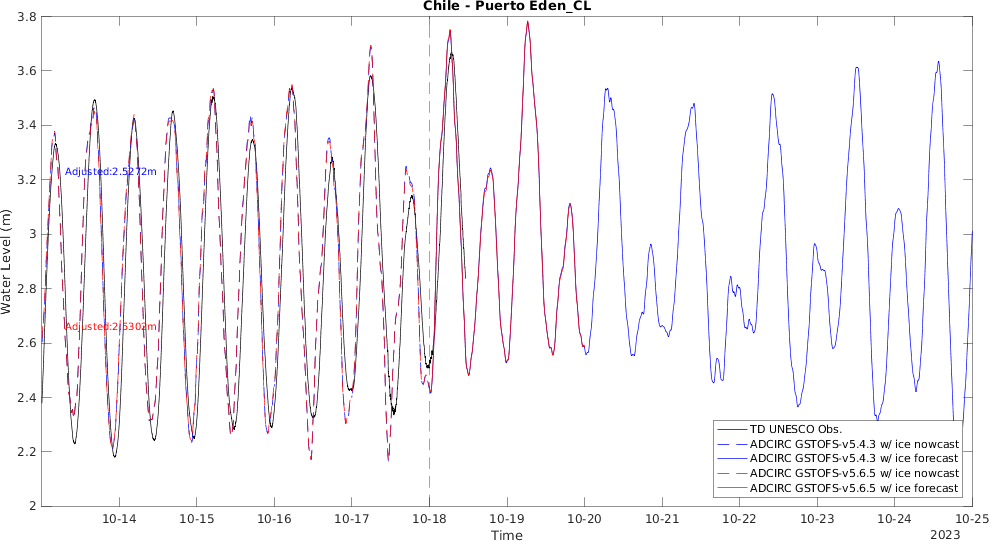 Chile - Puerto Eden_CL
3.8
3.6
3.4
3.2
3
2.8
2.6
2.4
2.2
2
Water Level (m)
Adjusted:2.5272m
Adjusted:2.5302m
TD UNESCO Obs.
ADCIRC GSTOFS-v5.4.3 w/ ice nowcast
ADCIRC GSTOFS-v5.4.3 w/ ice forecast
ADCIRC GSTOFS-v5.6.5 w/ ice nowcast
ADCIRC GSTOFS-v5.6.5 w/ ice forecast
10-14 10-15 10-16 10-17 10-18 10-19 10-20 10-21 10-22 10-23 10-24 10-25
Time
2023